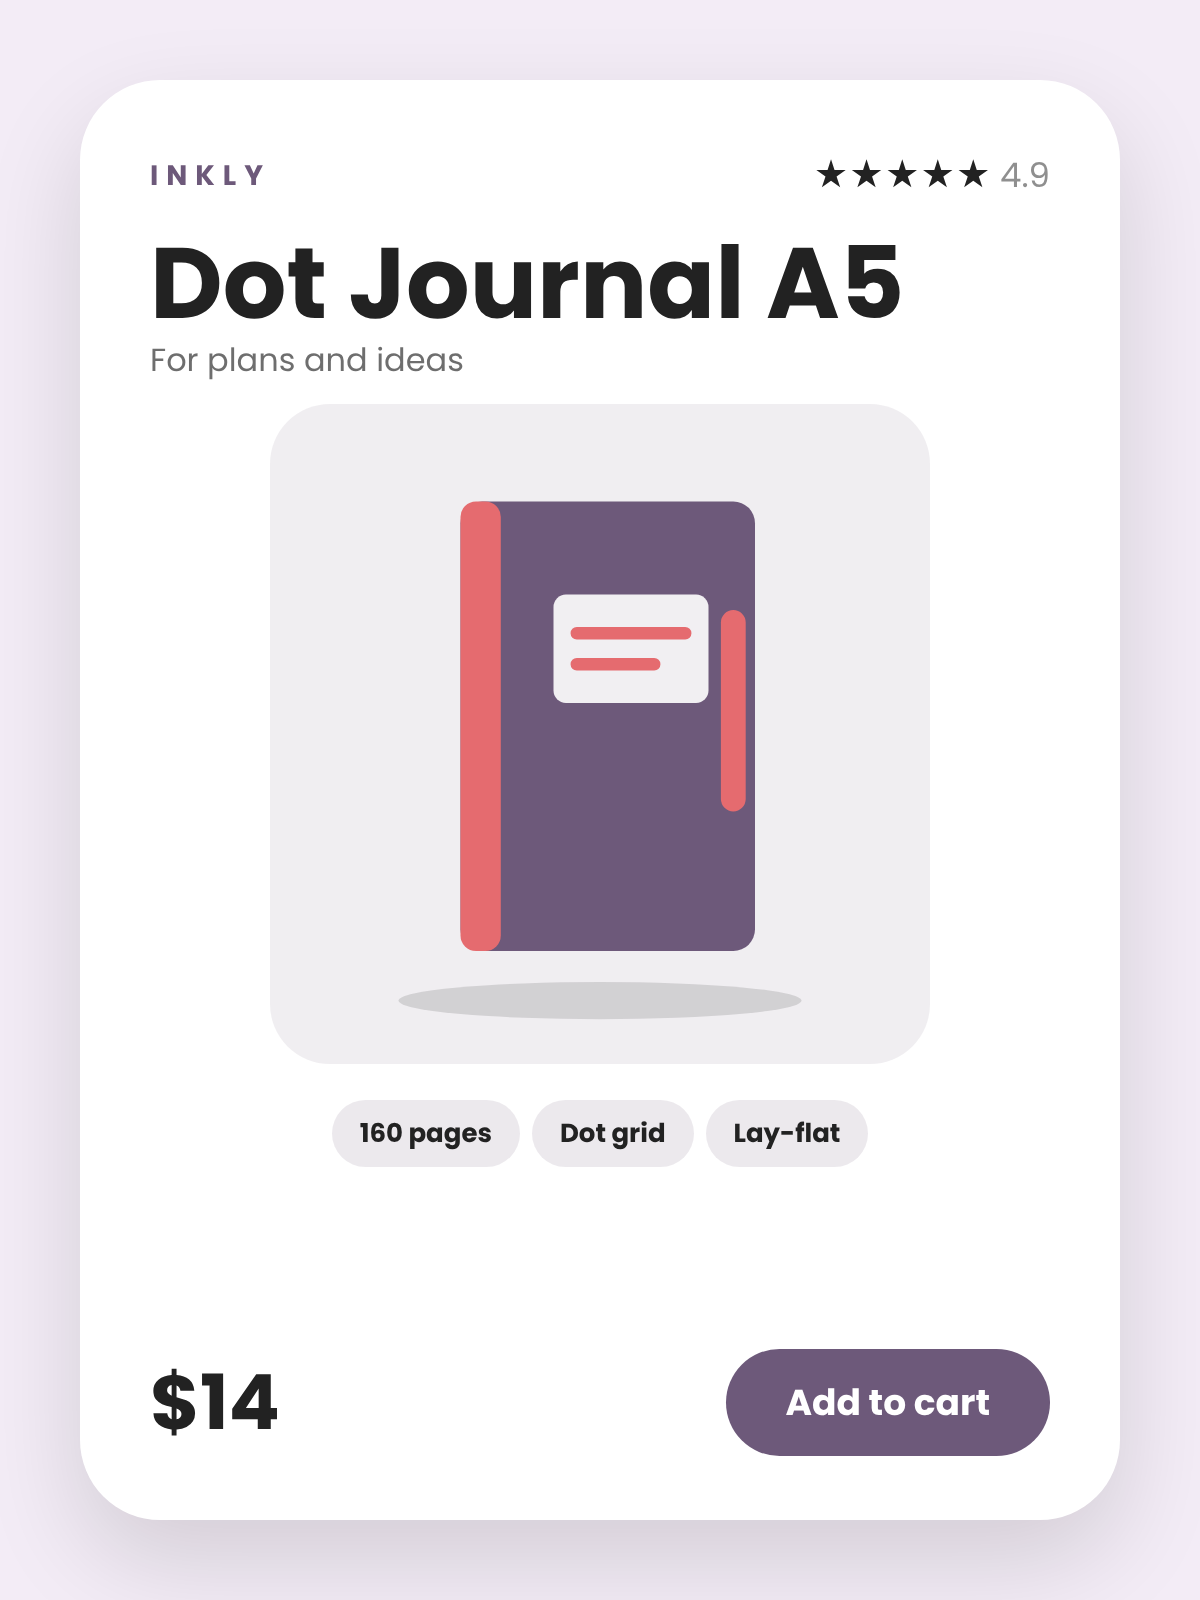 INKLY
★★★★★ 4.9
Dot Journal A5
For plans and ideas
160 pages
Dot grid
Lay-flat
$14
Add to cart